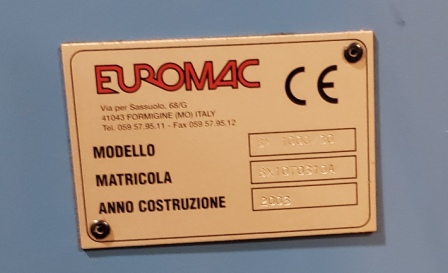 EUROMAC CE
Via per Sassuolo, 68/G
41043 FORMIGINE (MO) ITALY
Tel. 059 57.95.11 - Fax 059 57.95.12
MODELLO
MATRICOLA
ANNO COSTRUZIONE 2003